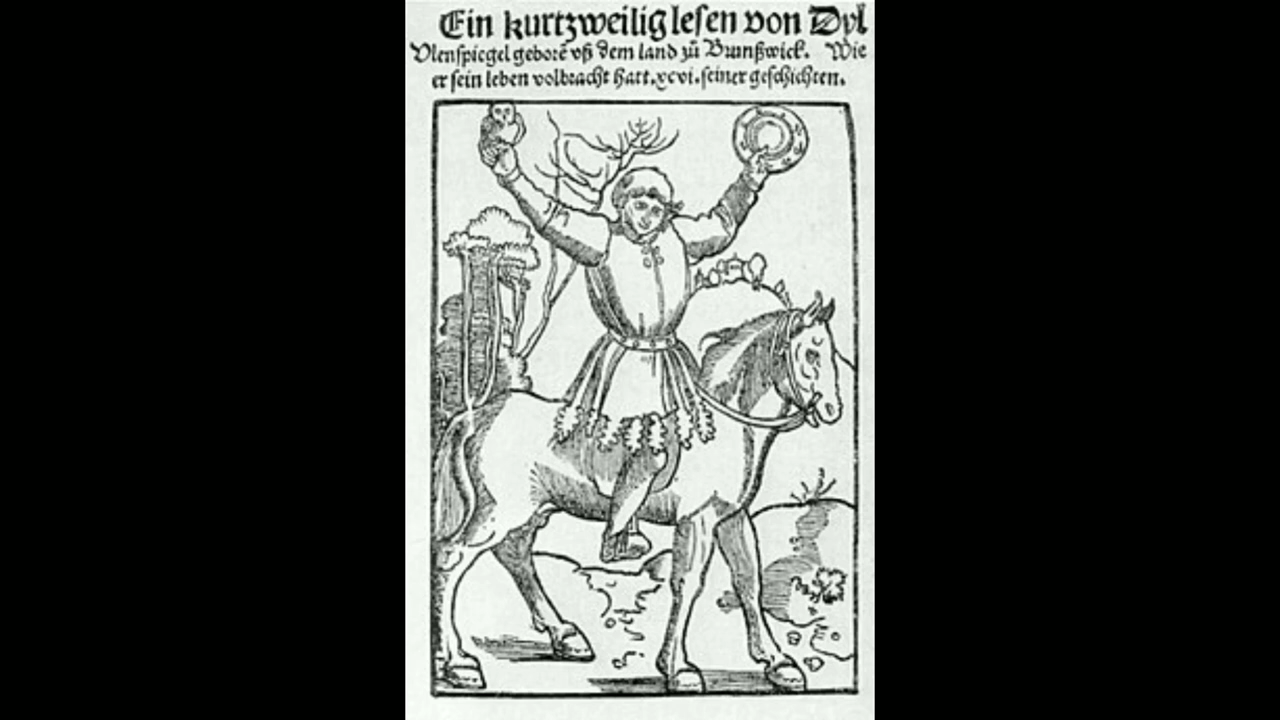 Ein kurtzweilig lesen von Dyl
Vlenspiegel geborē vß dem land zů Brunßwick. Wie
er sein leben volbracht hatt .xcvi. seiner geschichten.